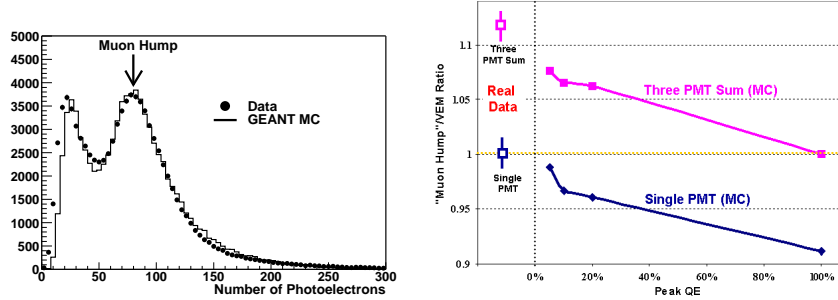 Muon Hump
5000
4500
4000
3500
3000
2500
2000
1500
1000
500
0
Data
GEANT MC
0
50
100
150
200
250
300
Number of Photoelectrons
"Muon Hump"/VEM Ratio
1.1
1.05
1
0.95
0.9
Three
PMT Sum
Real
Data
Single
PMT
Three PMT Sum (MC)
Single PMT (MC)
0%
20%
40%
60%
80%
100%
Peak QE